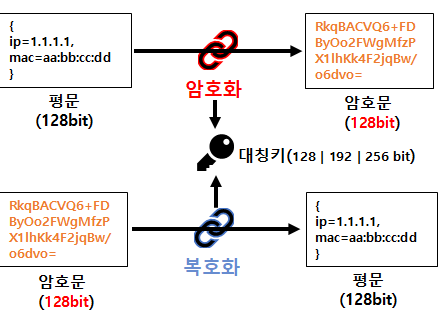 {
ip=1.1.1.1,
mac=aa:bb:cc:dd
}
평문
(128bit)
암호화
RkqBACVQ6+FD
ByOo2FWgMfzP
X1lhKk4F2jqBw/
o6dvo=
암호문
(128bit)
대칭키(128 | 192 | 256 bit)
RkqBACVQ6+FD
ByOo2FWgMfzP
X1lhKk4F2jqBw/
o6dvo=
암호문
(128bit)
복호화
{
ip=1.1.1.1,
mac=aa:bb:cc:dd
}
평문
(128bit)